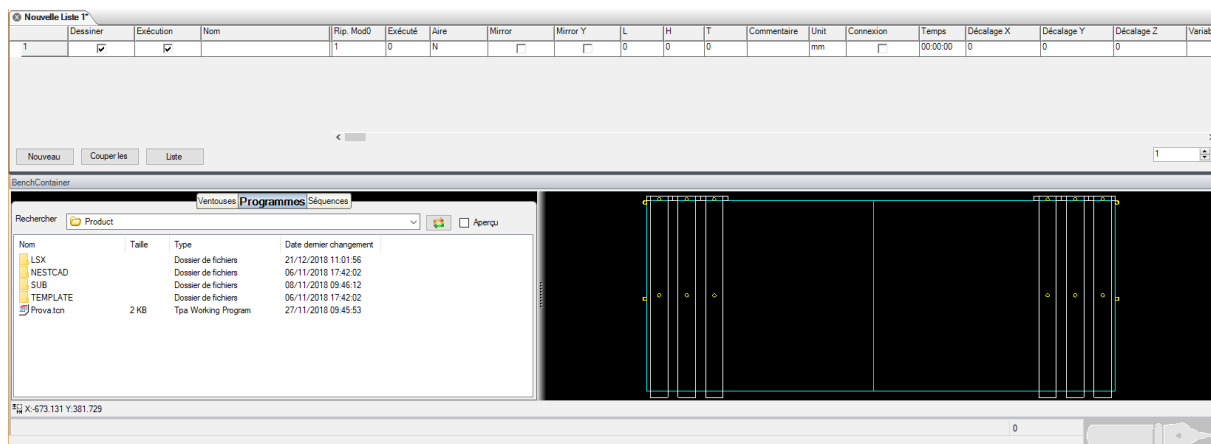 Nouvelle Liste 1*
Dessiner Exécution Nom Rip. Mod0 Exécuté Aire Mirror Mirror Y L H T Commentaire Unit Connexion Temps Décalage X Décalage Y Décalage Z Variab
1 1 0 N 0 0 0 mm 00:00:00 0 0 0
Nouveau Couper les Liste 1
BenchContainer
Ventouses Programmes Séquences
Rechercher Product Aperçu
Nom Taille Type Date dernier changement
LSX Dossier de fichiers 21/12/2018 11:01:56
NESTCAD Dossier de fichiers 06/11/2018 17:42:02
SUB Dossier de fichiers 08/11/2018 09:46:12
TEMPLATE Dossier de fichiers 06/11/2018 17:42:02
Prova.tcn 2 KB Tpa Working Program 27/11/2018 09:45:53
X:-673.131 Y:381.729
0